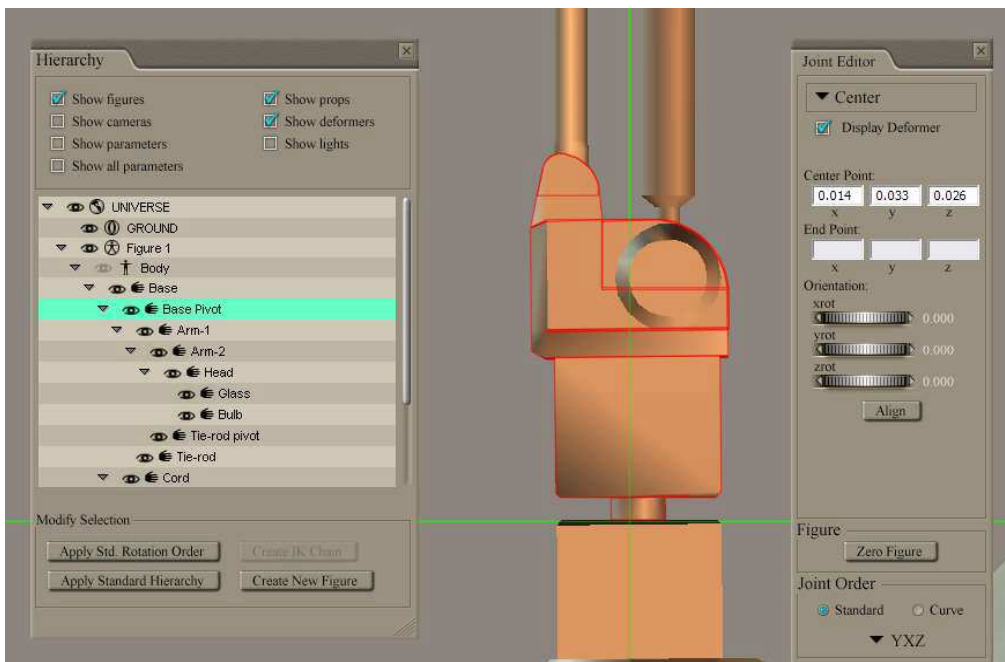 Hierarchy
Show figures
Show props
Show cameras
Show deformers
Show parameters
Show lights
Show all parameters
UNIVERSE
GROUND
Figure 1
Body
Base
Base Pivot
Arm-1
Arm-2
Head
Glass
Bulb
Tie-rod pivot
Tie-rod
Cord
Modify Selection
Apply Std. Rotation Order
Create IK Chain
Apply Standard Hierarchy
Create New Figure
Joint Editor
Center
Display Deformer
Center Point:
0.014 0.033 0.026
x y z
End Point:
x y z
Orientation:
xrot
0.000
yrot
0.000
zrot
0.000
Align
Figure
Zero Figure
Joint Order
Standard Curve
YXZ